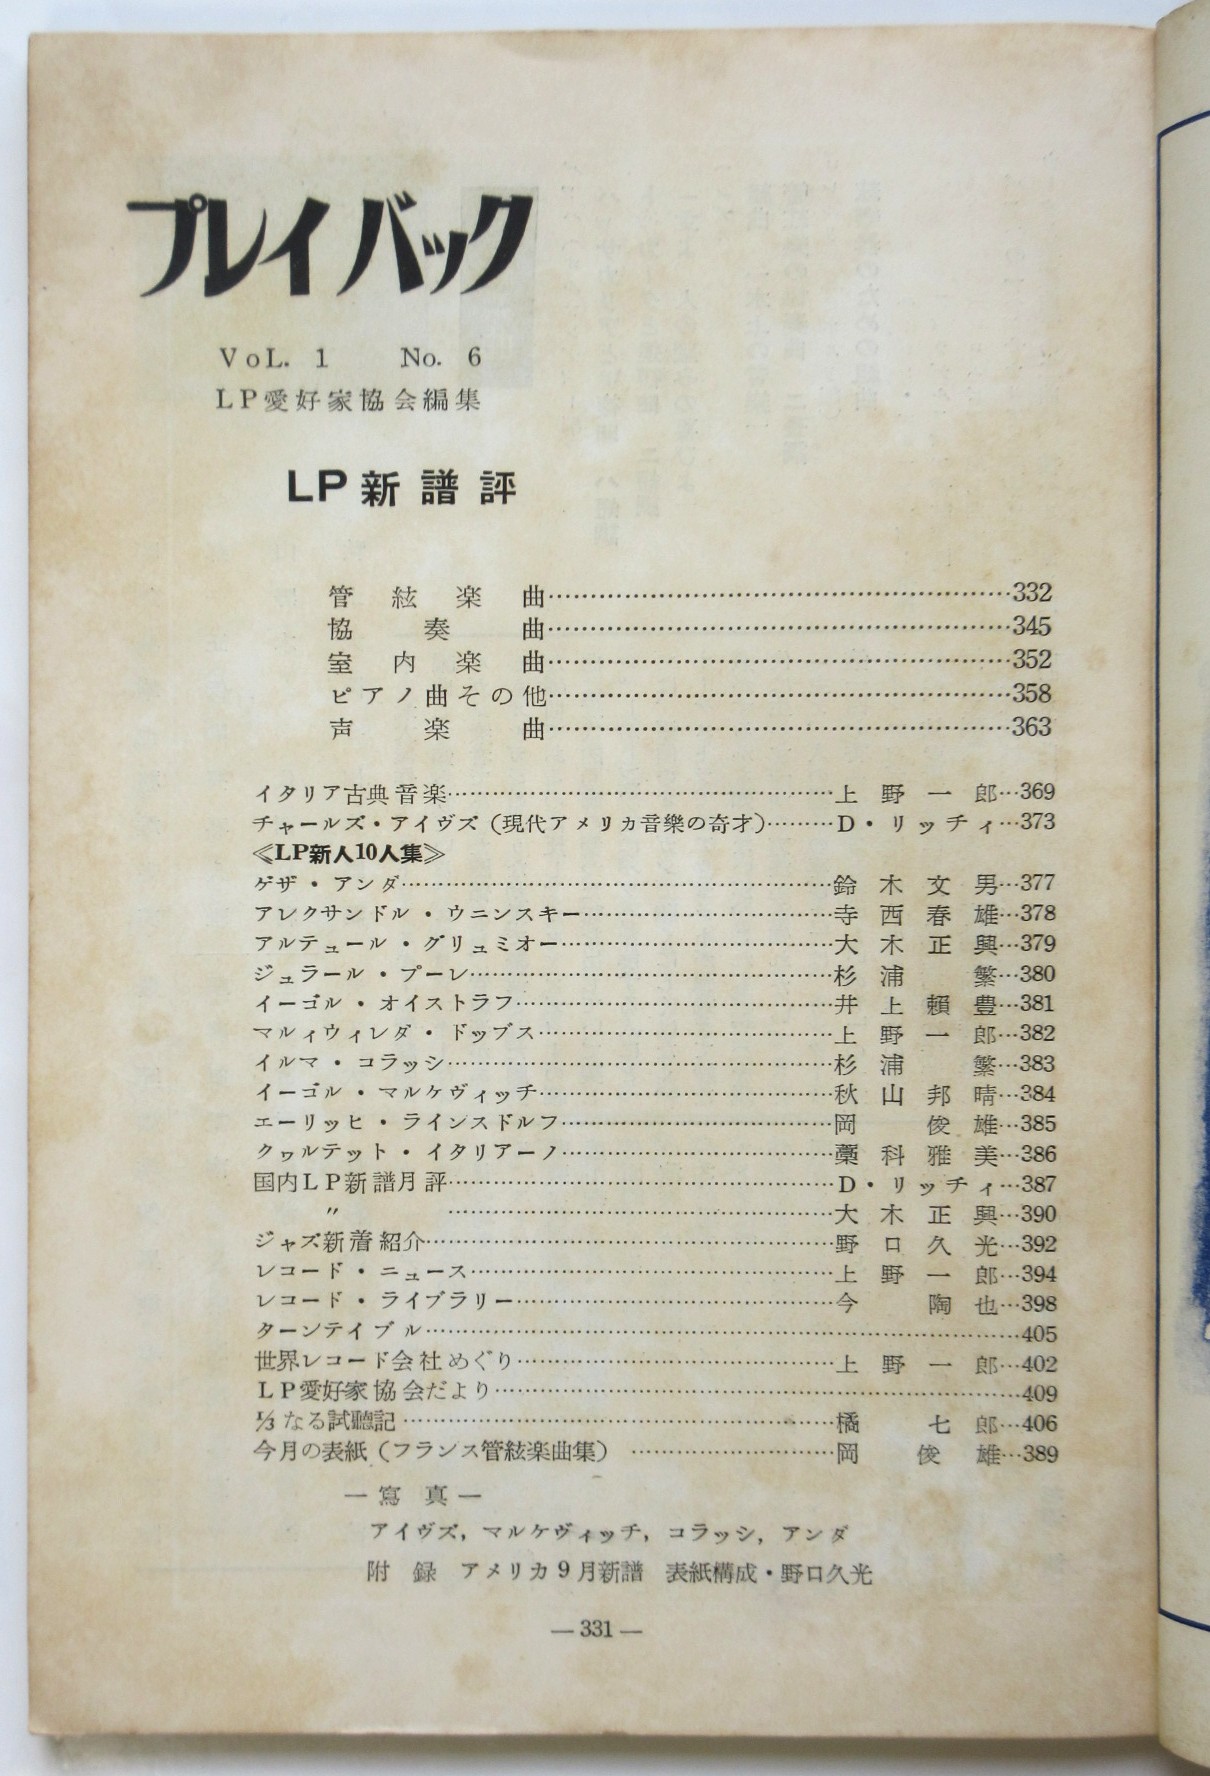 プレイバック
VoL. 1 No. 6
LP愛好家協会編集
LP新譜評
管絃楽曲…332
協奏曲…345
室内楽曲…352
ピアノ曲その他…358
声楽曲…363
イタリア古典音楽…上野一郎…369
チャールズ・アイヴズ(現代アメリカ音樂の奇才)…D・リッチィ…373
≪LP新人10人集≫
ゲザ・アンダ…鈴木文男…377
アレクサンドル・ウニンスキー…寺西春雄…378
アルテュール・グリュミオー…大木正興…379
ジュラール・プーレ…杉浦繁…380
イーゴル・オイストラフ…井上頼豊…381
マルィウィレダ・ドッブス…上野一郎…382
イルマ・コラッシ…杉浦繁…383
イーゴル・マルケヴィッチ…秋山邦晴…384
エーリッヒ・ラインスドルフ…岡俊雄…385
クヮルテット・イタリアーノ…藁科雅美…386
国内LP新譜月評…D・リッチィ…387
〃…大木正興…390
ジャズ新着紹介…野口久光…392
レコード・ニュース…上野一郎…394
レコード・ライブラリー…今陶也…398
ターンテイブル…405
世界レコード会社めぐり…上野一郎…402
LP愛好家協会だより…409
⅓なる試聴記…橘七郎…406
今月の表紙(フランス管絃楽曲集)…岡俊雄…389
—寫真—
アイヴズ, マルケヴィッチ, コラッシ, アンダ
附録 アメリカ9月新譜 表紙構成・野口久光
—331—